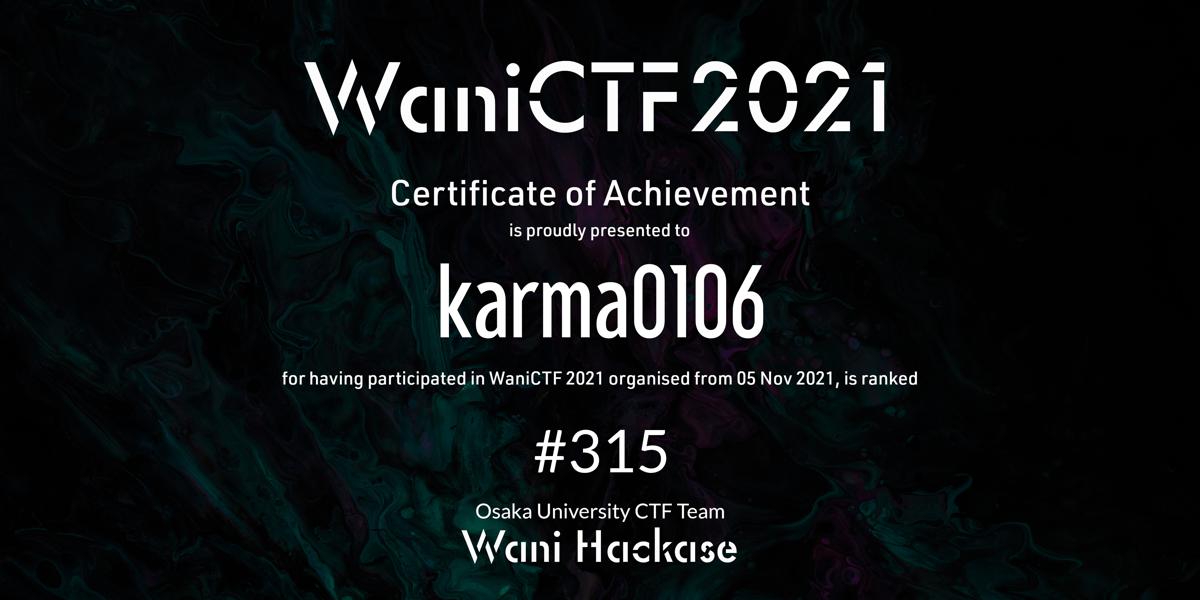 WaniCTF2021
Certificate of Achievement
is proudly presented to
karma0106
for having participated in WaniCTF 2021 organised from 05 Nov 2021, is ranked
#315
Osaka University CTF Team
Wani Hackase